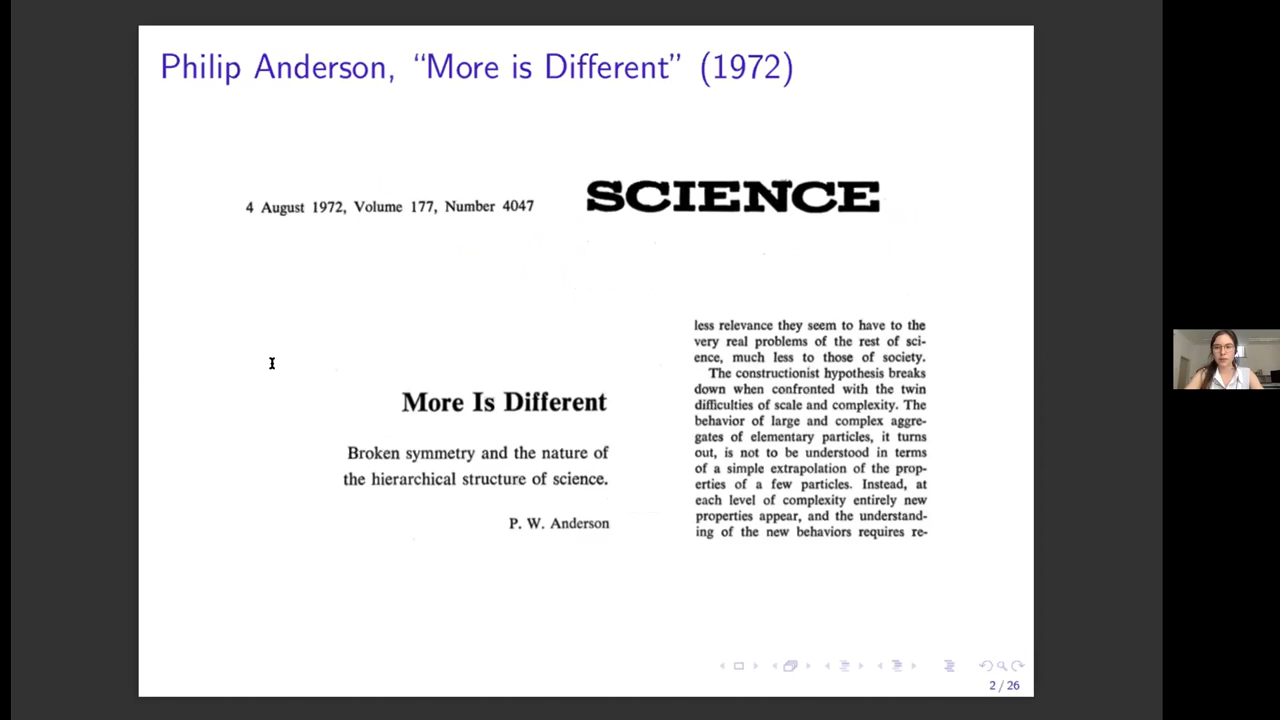 Philip Anderson, “More is Different” (1972)
4 August 1972, Volume 177, Number 4047
SCIENCE
More Is Different
Broken symmetry and the nature of
the hierarchical structure of science.
P. W. Anderson
less relevance they seem to have to the
very real problems of the rest of sci-
ence, much less to those of society.
The constructionist hypothesis breaks
down when confronted with the twin
difficulties of scale and complexity. The
behavior of large and complex aggre-
gates of elementary particles, it turns
out, is not to be understood in terms
of a simple extrapolation of the prop-
erties of a few particles. Instead, at
each level of complexity entirely new
properties appear, and the understand-
ing of the new behaviors requires re-
2 / 26